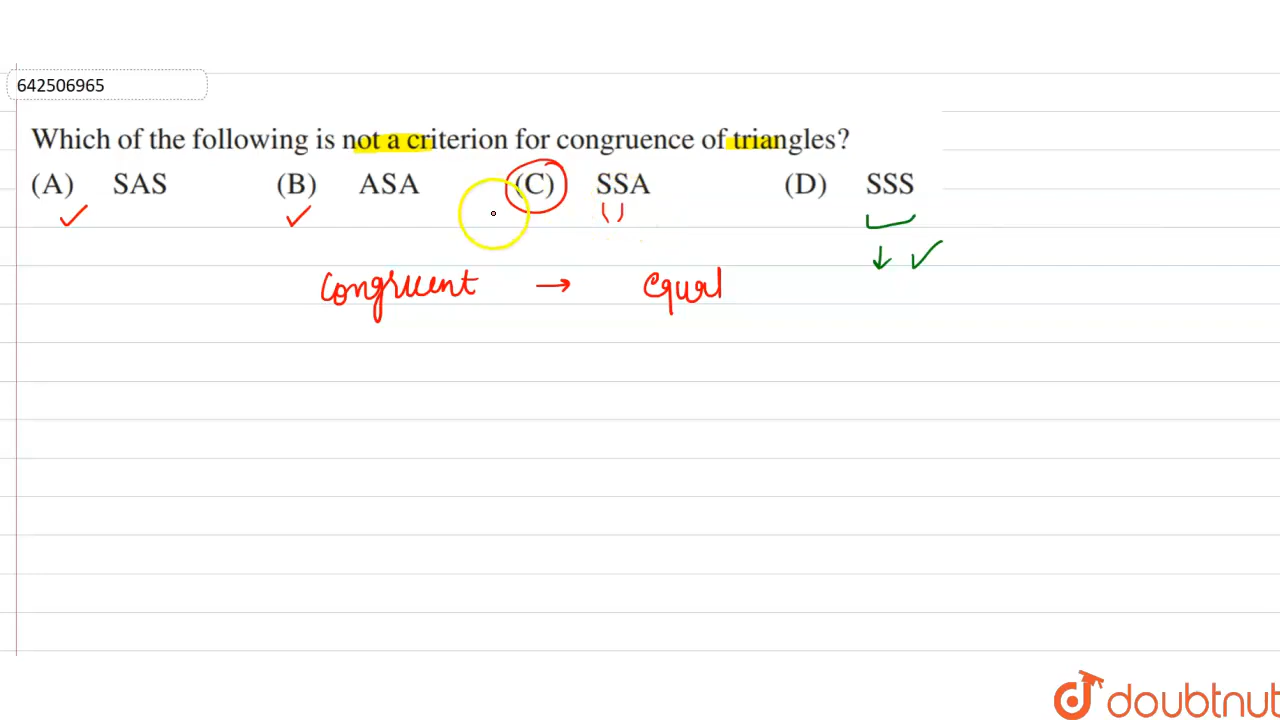 642506965
Which of the following is not a criterion for congruence of triangles?
(A) SAS (B) ASA (C) SSA (D) SSS
congruent → equal
doubtnut